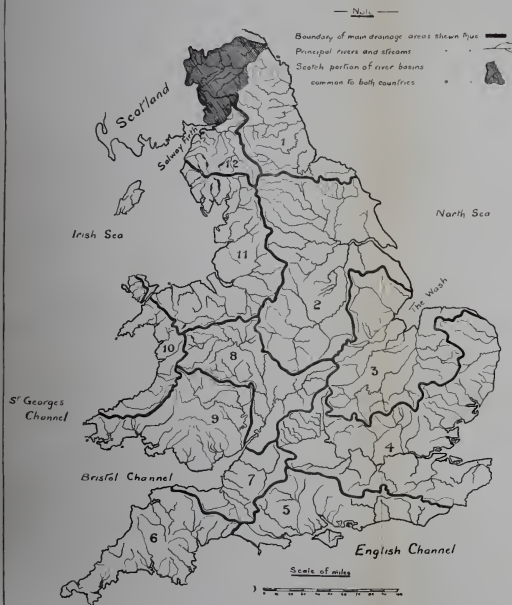 Note
Boundary of main drainage areas shewn thus
Principal rivers and streams " "
Scotch portion of river basins
common to both countries " "
Scotland
Solway Firth
1
12
North Sea
Irish Sea
11
The Wash
2
10
8
3
St Georges
Channel
9
4
Bristol Channel
7
5
6
English Channel
Scale of miles